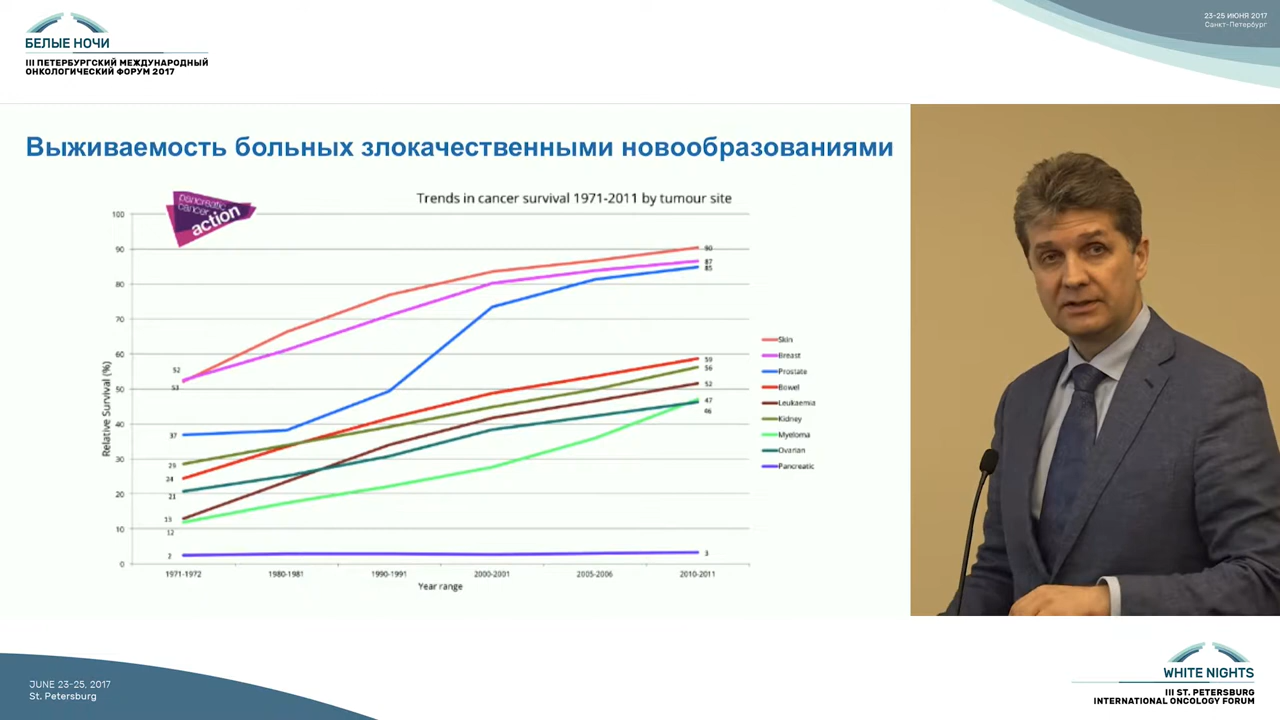 БЕЛЫЕ НОЧИ
III ПЕТЕРБУРГСКИЙ МЕЖДУНАРОДНЫЙ
ОНКОЛОГИЧЕСКИЙ ФОРУМ 2017
23-25 ИЮНЯ 2017
Санкт-Петербург
Выживаемость больных злокачественными новообразованиями
pancreatic
cancer
action
Trends in cancer survival 1971-2011 by tumour site
Relative Survival (%)
100
90
80
70
60
50
40
30
20
10
0
52
53
37
29
24
21
13
12
2
90
87
85
59
56
52
47
46
3
1971-1972
1980-1981
1990-1991
2000-2001
2005-2006
2010-2011
Year range
Skin
Breast
Prostate
Bowel
Leukaemia
Kidney
Myeloma
Ovarian
Pancreatic
JUNE 23-25, 2017
St. Petersburg
WHITE NIGHTS
III ST. PETERSBURG
INTERNATIONAL ONCOLOGY FORUM